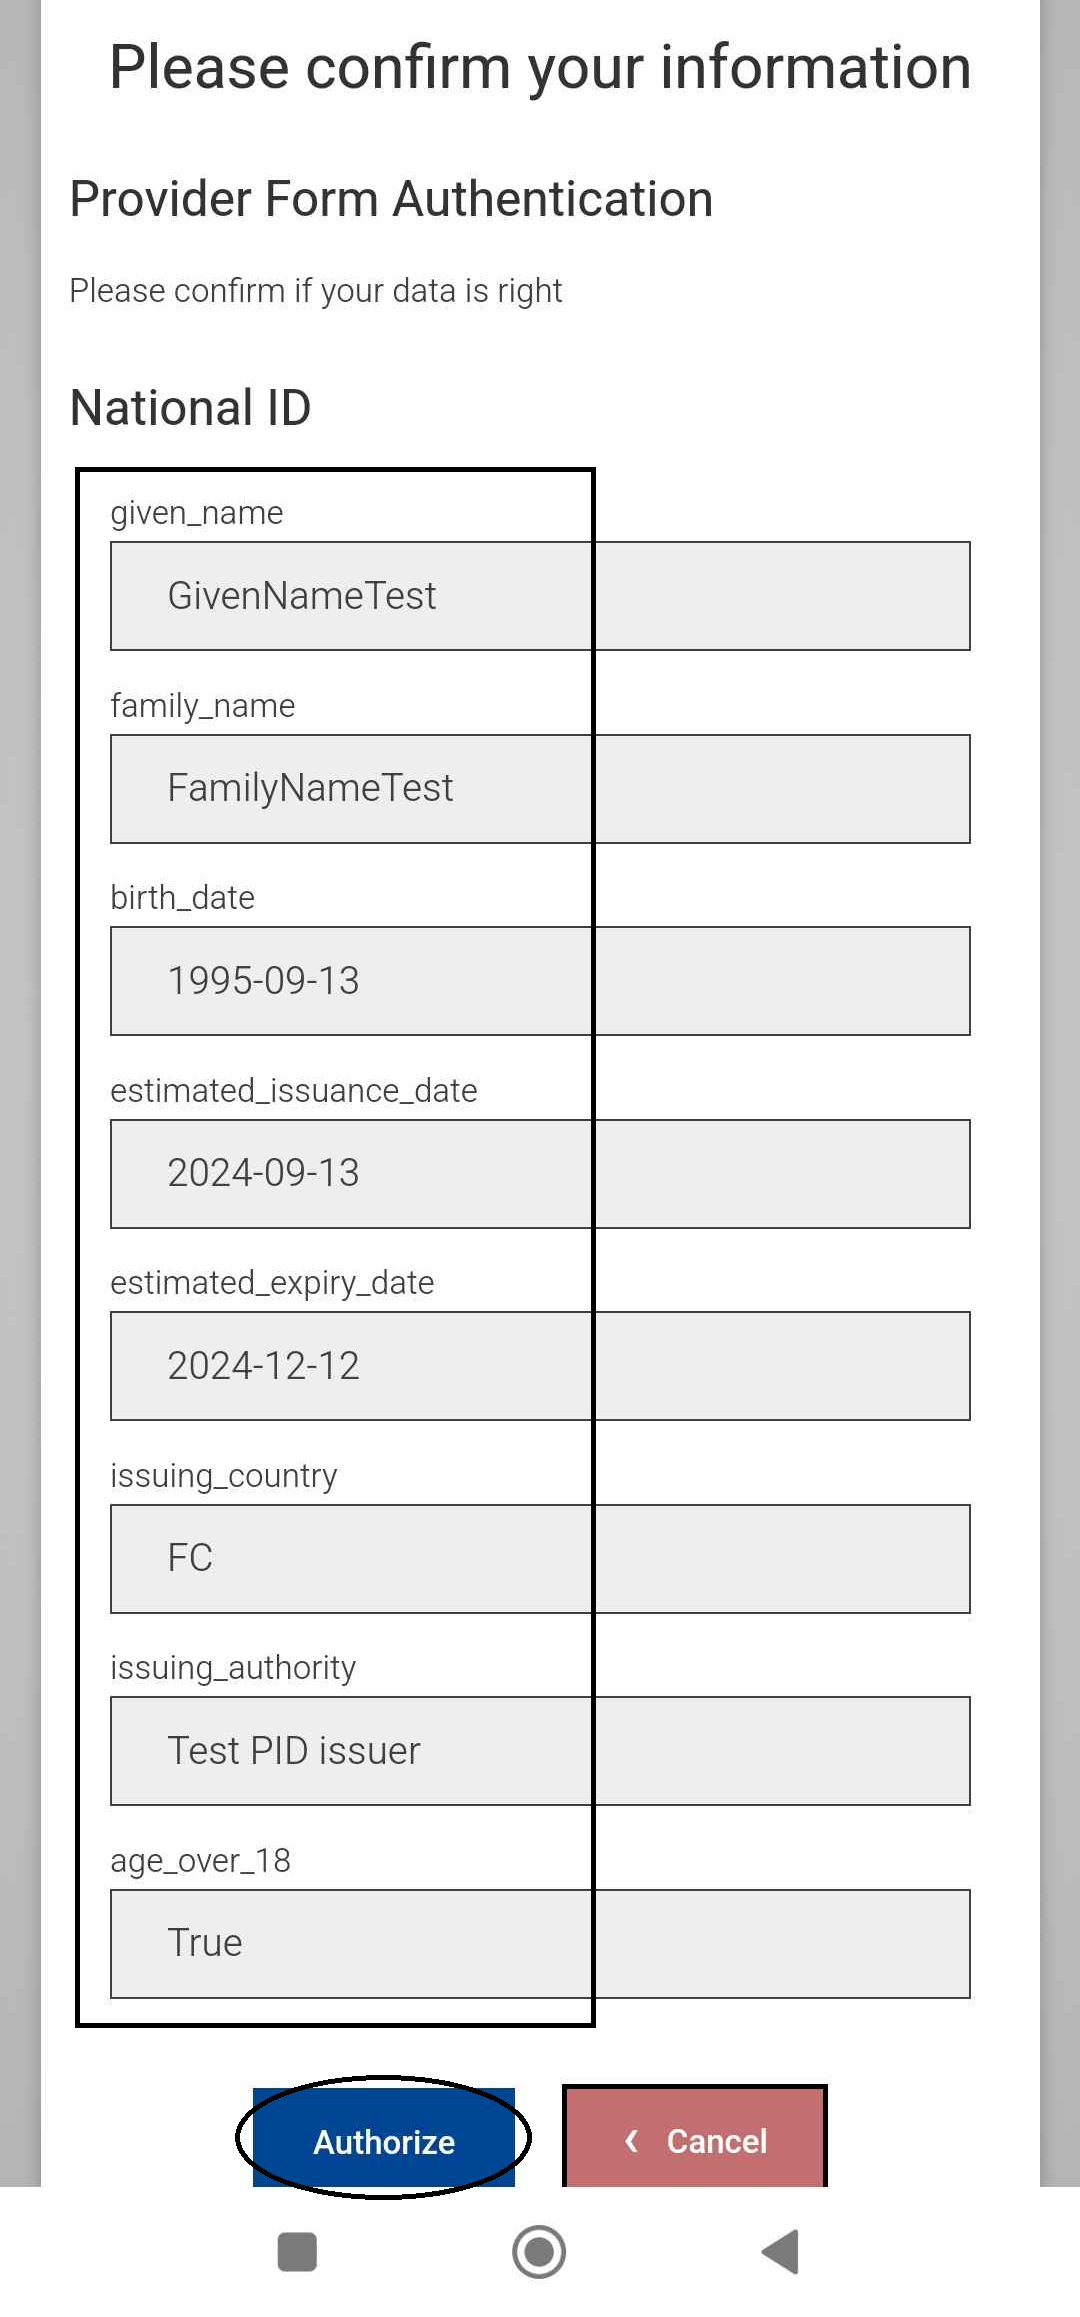 Please confirm your information
Provider Form Authentication
Please confirm if your data is right
National ID
given_name
GivenNameTest
family_name
FamilyNameTest
birth_date
1995-09-13
estimated_issuance_date
2024-09-13
estimated_expiry_date
2024-12-12
issuing_country
FC
issuing_authority
Test PID issuer
age_over_18
True
Authorize
Cancel